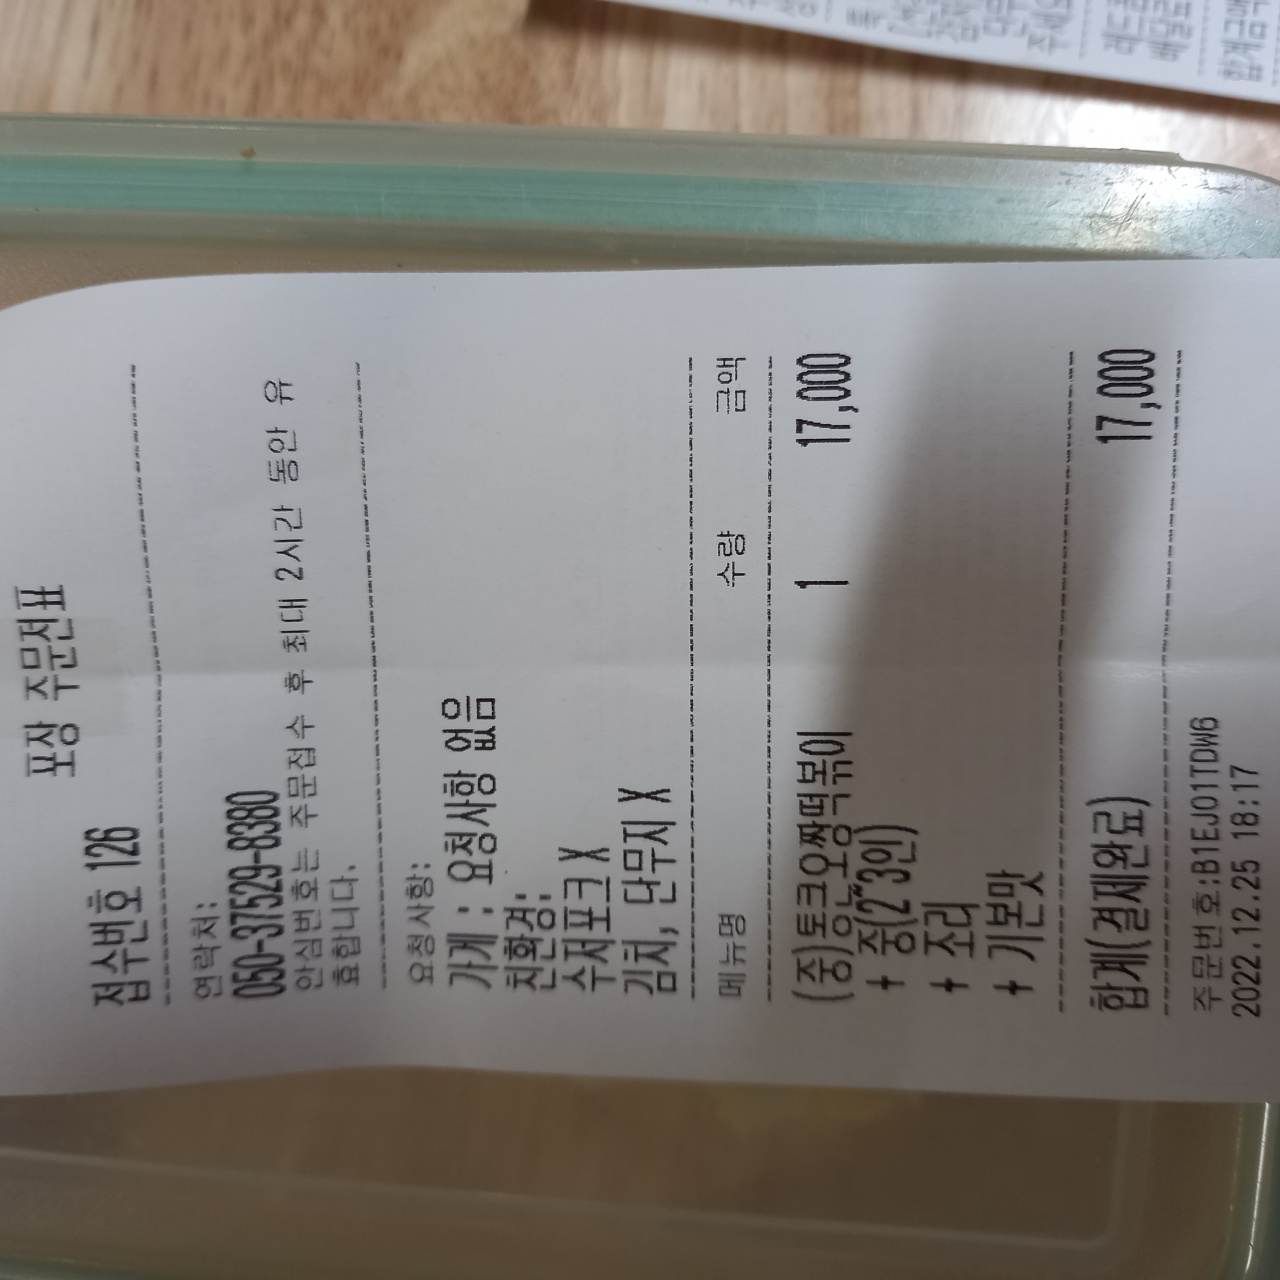 포장 주문전표
접수번호 126
연락처:
050-37529-8380
안심번호는 주문접수 후 최대 2시간 동안 유
효합니다.
요청사항:
가게 : 요청사항 없음
친환경:
수저포크 X
김치, 단무지 X
메뉴명 수량 금액
(중)토크오짜떡볶이 1 17,000
+ 중(2~3인)
+ 조리
+ 기본맛
합계(결제완료) 17,000
주문번호:B1EJ01TDW6
2022.12.25 18:17